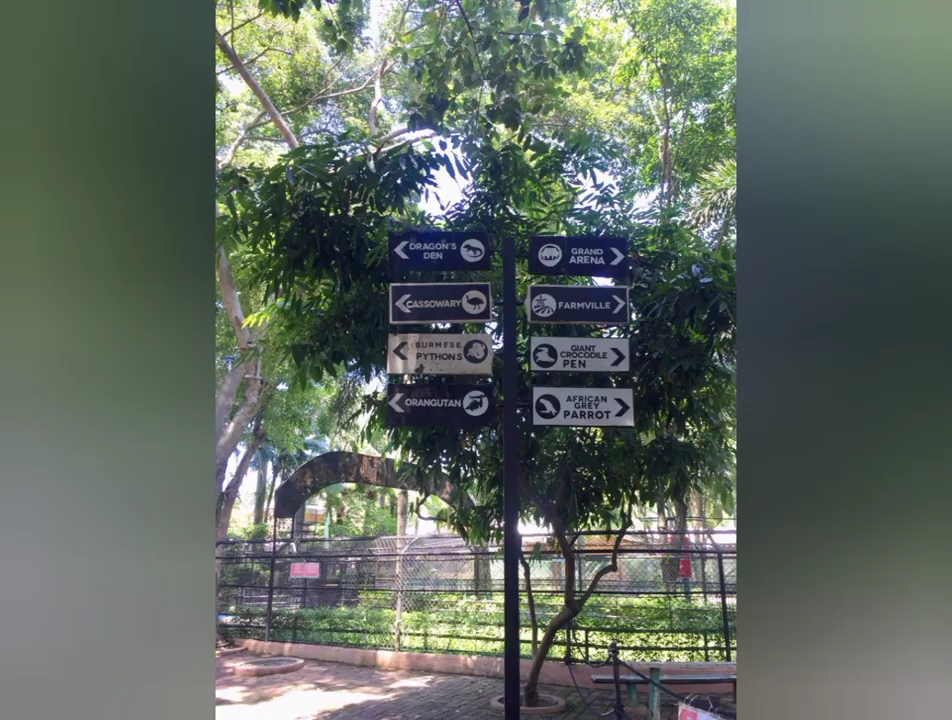 DRAGON'S
DEN
CASSOWARY
BURMESE
PYTHONS
ORANGUTAN
GRAND
ARENA
FARMVILLE
GIANT
CROCODILE
PEN
AFRICAN
GREY
PARROT